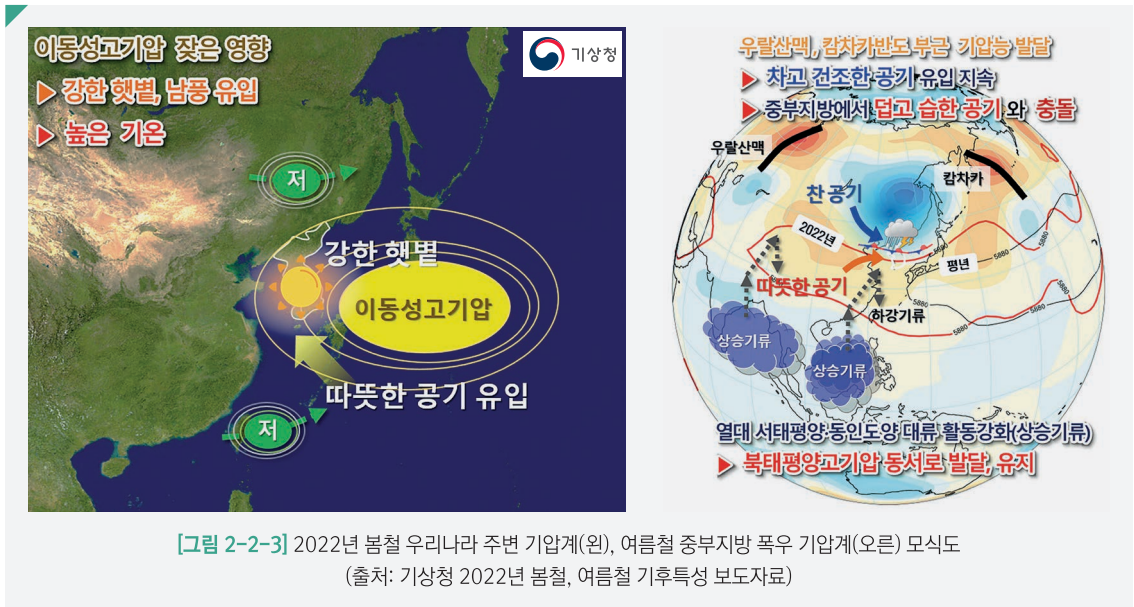 이동성고기압 잦은 영향
▶ 강한 햇볕, 남풍 유입
▶ 높은 기온
기상청
저
강한 햇볕
이동성고기압
따뜻한 공기 유입
저
우랄산맥, 캄차카반도 부근 기압능 발달
▶ 차고 건조한 공기 유입 지속
▶ 중부지방에서 덥고 습한 공기 와 충돌
우랄산맥
캄차카
찬 공기
2022년
평년
5880
5880
5880
5880
5880
5880
따뜻한 공기
하강기류
상승기류
상승기류
열대 서태평양·동인도양 대류 활동강화(상승기류)
▶ 북태평양고기압 동서로 발달, 유지
[그림 2-2-3] 2022년 봄철 우리나라 주변 기압계(왼), 여름철 중부지방 폭우 기압계(오른) 모식도
(출처: 기상청 2022년 봄철, 여름철 기후특성 보도자료)